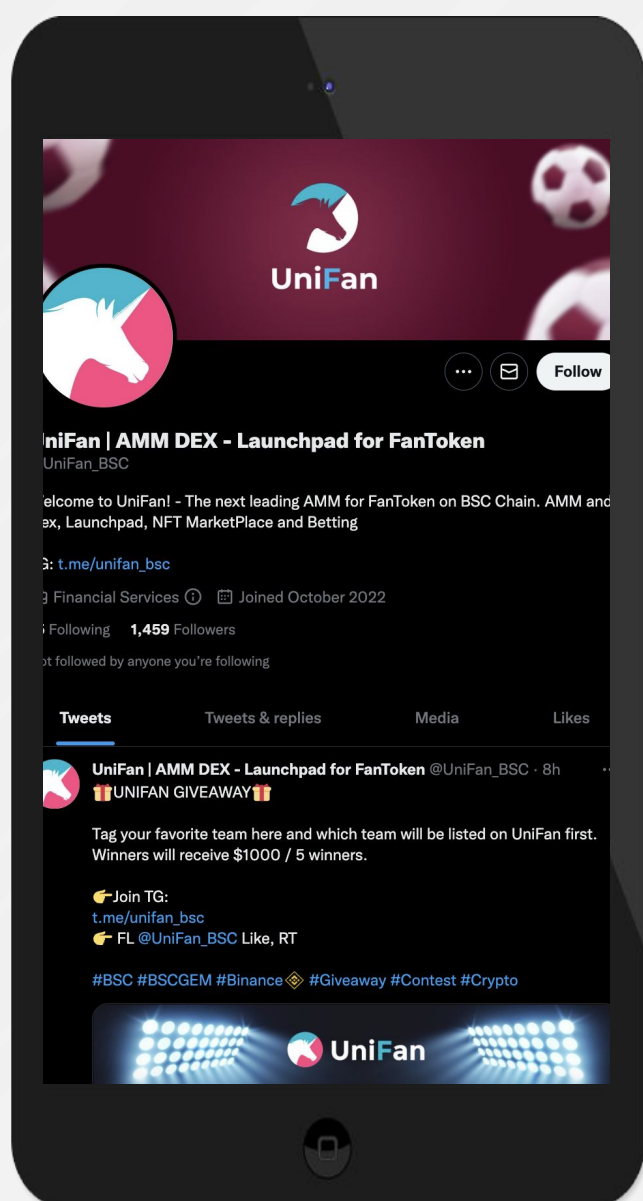 UniFan
Follow
niFan | AMM DEX - Launchpad for FanToken
UniFan_BSC
elcome to UniFan! - The next leading AMM for FanToken on BSC Chain. AMM and
ex, Launchpad, NFT MarketPlace and Betting
G: t.me/unifan_bsc
Financial Services Joined October 2022
Following 1,459 Followers
ot followed by anyone you're following
Tweets Tweets & replies Media Likes
UniFan | AMM DEX - Launchpad for FanToken @UniFan_BSC · 8h
🎁UNIFAN GIVEAWAY🎁
Tag your favorite team here and which team will be listed on UniFan first.
Winners will receive $1000 / 5 winners.
👉Join TG:
t.me/unifan_bsc
👉 FL @UniFan_BSC Like, RT
#BSC #BSCGEM #Binance #Giveaway #Contest #Crypto
UniFan